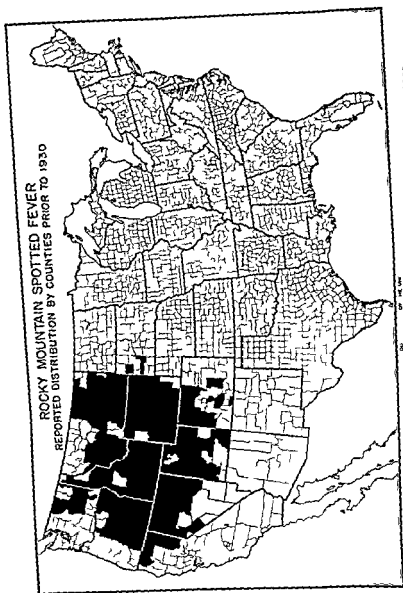 ROCKY MOUNTAIN SPOTTED FEVER
REPORTED DISTRIBUTION BY COUNTIES PRIOR TO 1930